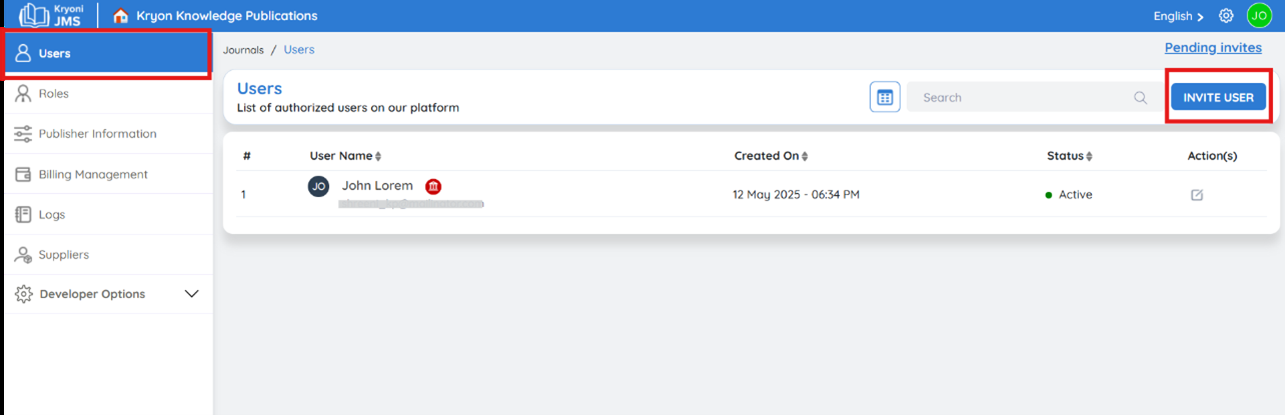 Kryoni
JMS
Kryon Knowledge Publications
English >
JO
Users
Roles
Publisher Information
Billing Management
Logs
Suppliers
Developer Options
Journals / Users
Pending invites
Users
List of authorized users on our platform
Search
INVITE USER
# User Name Created On Status Action(s)
1 JO John Lorem 12 May 2025 - 06:34 PM Active